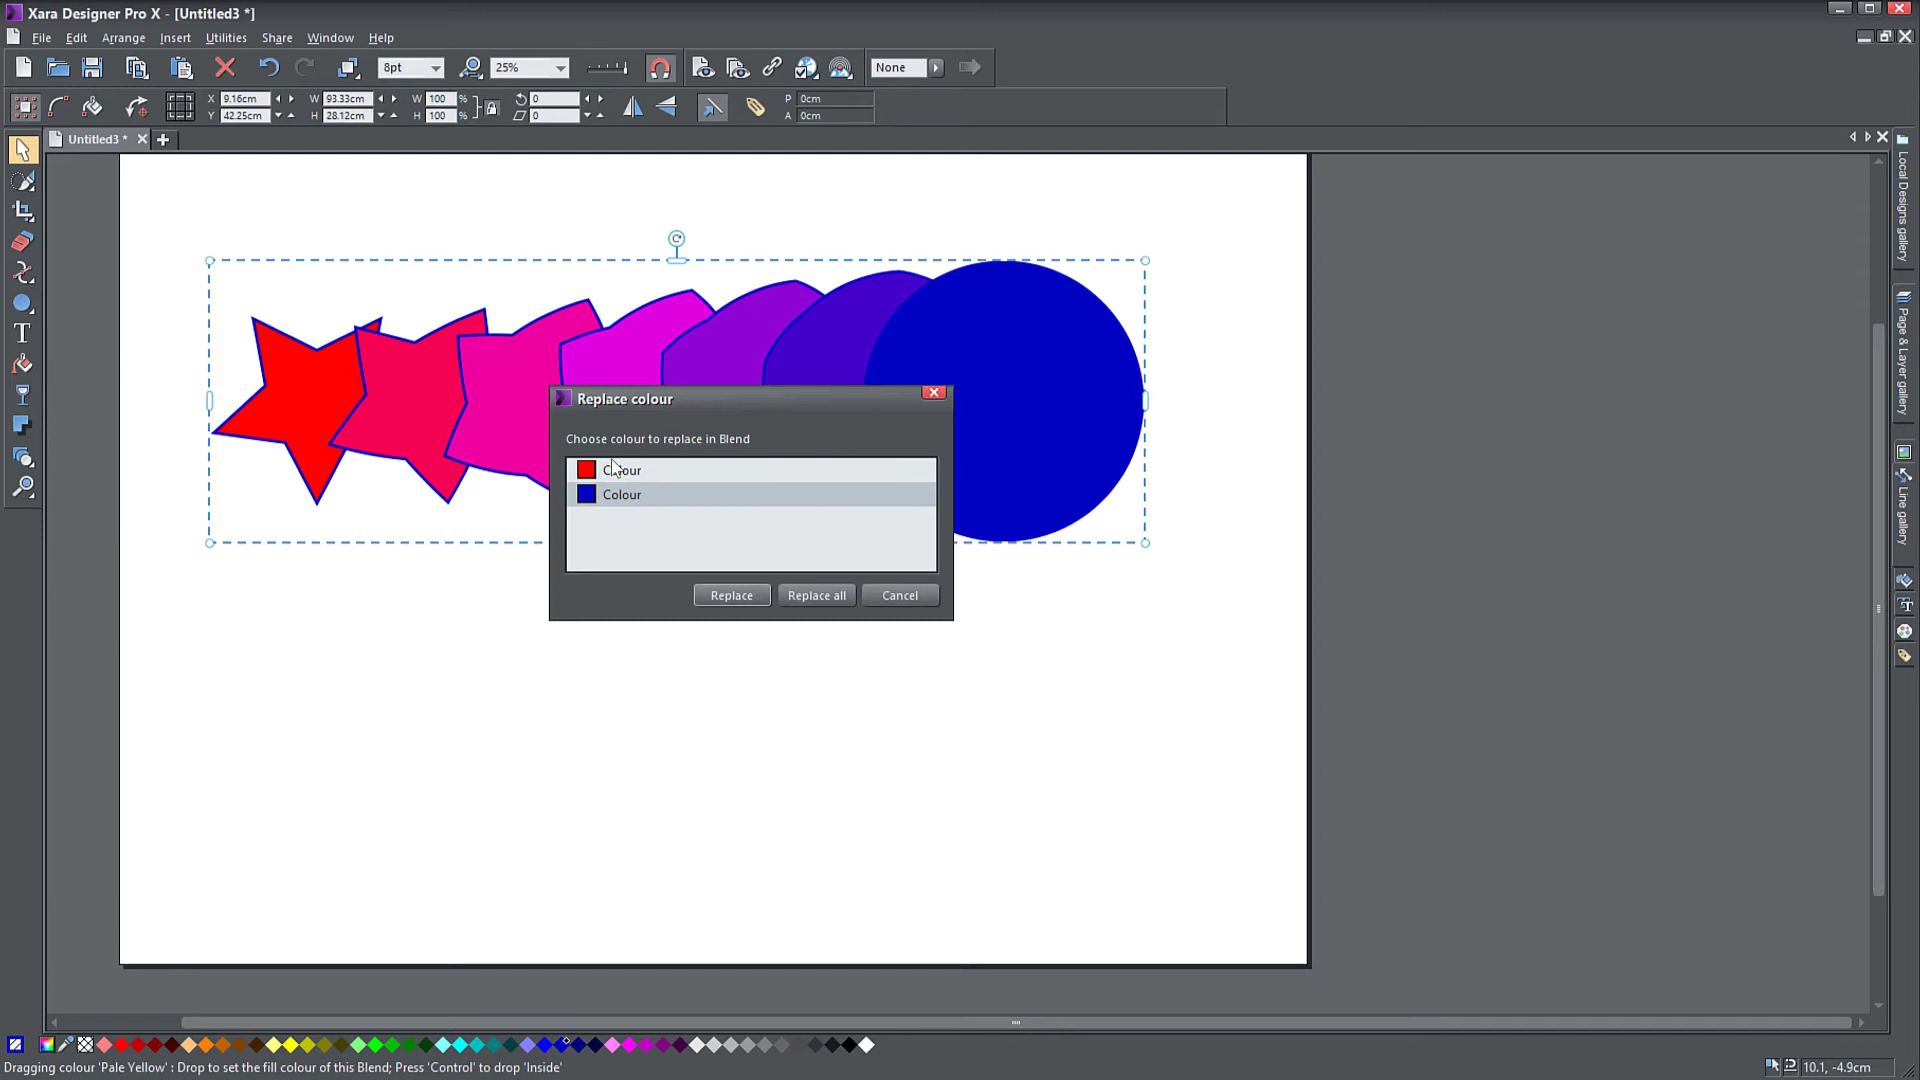 Xara Designer Pro X - [Untitled3 *]
File Edit Arrange Insert Utilities Share Window Help
8pt 25% None
X 9.16cm W 93.33cm W 100 % 0 P 0cm
Y 42.25cm H 28.12cm H 100 % 0 A 0cm
Untitled3 *
Local Designs gallery
Page & Layer gallery
Line gallery
Replace colour
Choose colour to replace in Blend
Colour
Colour
Replace Replace all Cancel
Dragging colour 'Pale Yellow' : Drop to set the fill colour of this Blend; Press 'Control' to drop 'Inside' 10.1, -4.9cm